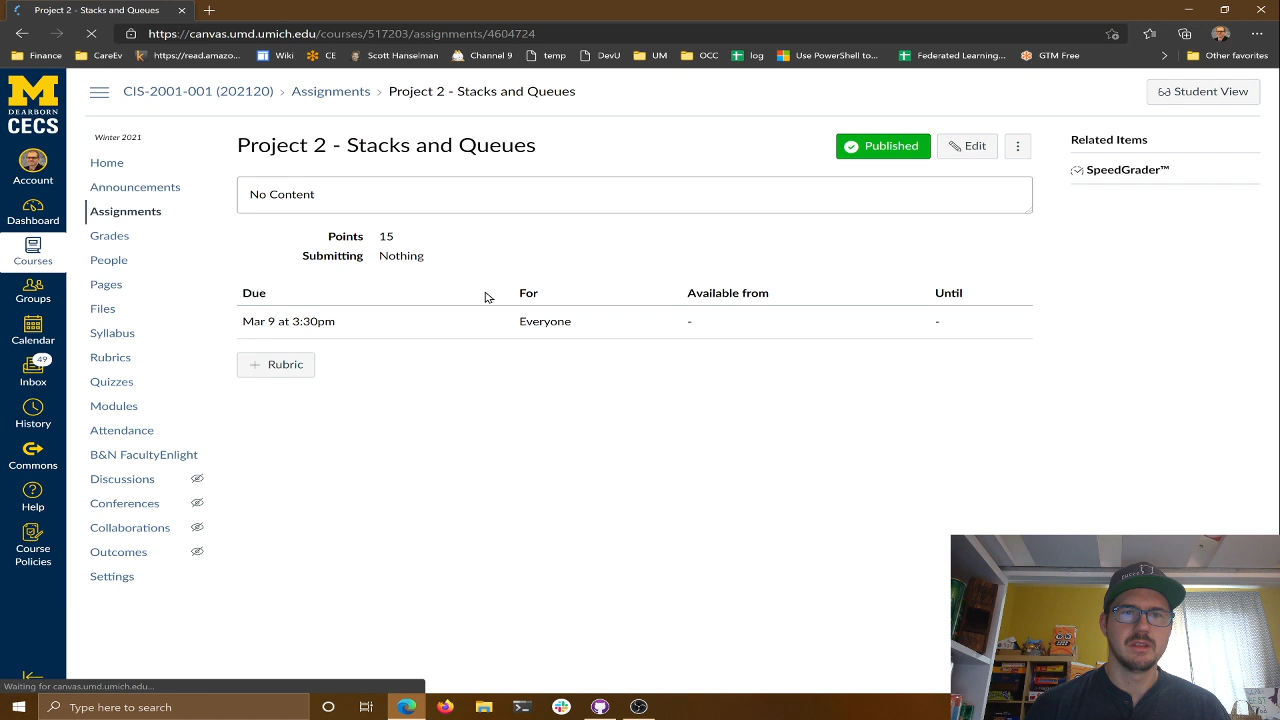 Project 2 - Stacks and Queues
https://canvas.umd.umich.edu/courses/517203/assignments/4604724
Finance
CareEv
https://read.amazo...
Wiki
CE
Scott Hanselman
Channel 9
temp
DevU
UM
OCC
log
Use PowerShell to...
Federated Learning...
GTM Free
Other favorites
M
DEARBORN
CECS
Account
Dashboard
Courses
Groups
Calendar
49
Inbox
History
Commons
Help
Course
Policies
CIS-2001-001 (202120) › Assignments › Project 2 - Stacks and Queues
Student View
Winter 2021
Home
Announcements
Assignments
Grades
People
Pages
Files
Syllabus
Rubrics
Quizzes
Modules
Attendance
B&N FacultyEnlight
Discussions
Conferences
Collaborations
Outcomes
Settings
Project 2 - Stacks and Queues
Published
Edit
No Content
Points 15
Submitting Nothing
Due For Available from Until
Mar 9 at 3:30pm Everyone - -
+ Rubric
Related Items
SpeedGrader™
Waiting for canvas.umd.umich.edu...
Type here to search